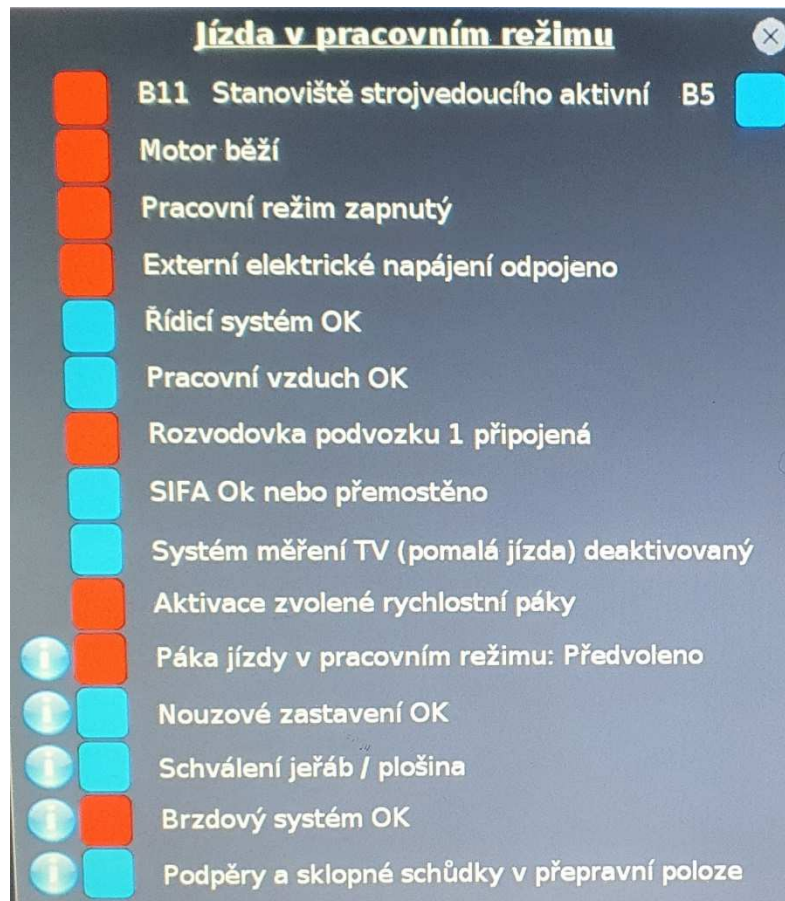 Jízda v pracovním režimu
B11 Stanoviště strojvedoucího aktivní B5
Motor běží
Pracovní režim zapnutý
Externí elektrické napájení odpojeno
Řídicí systém OK
Pracovní vzduch OK
Rozvodovka podvozku 1 připojená
SIFA Ok nebo přemostěno
Systém měření TV (pomalá jízda) deaktivovaný
Aktivace zvolené rychlostní páky
i Páka jízdy v pracovním režimu: Předvoleno
i Nouzové zastavení OK
i Schválení jeřáb / plošina
i Brzdový systém OK
i Podpěry a sklopné schůdky v přepravní poloze